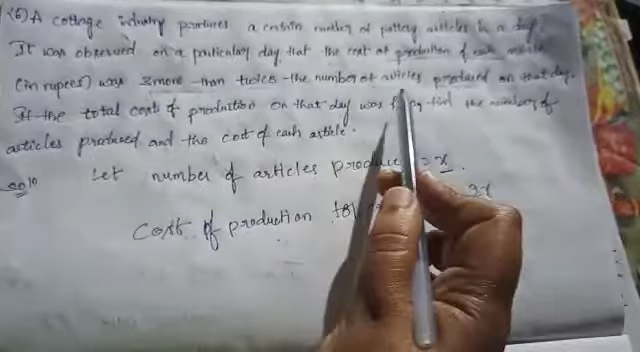 (6) A cottage industry produces a certain number of pottery articles in a day.
It was observed on a particular day that the cost of production of each article
(in rupees) was 3 more than twice the number of articles produced on that day.
If the total cost of production on that day was find the number of
articles produced and the cost of each article.
Sol: Let number of articles produce = x.
Cost of production for 2x